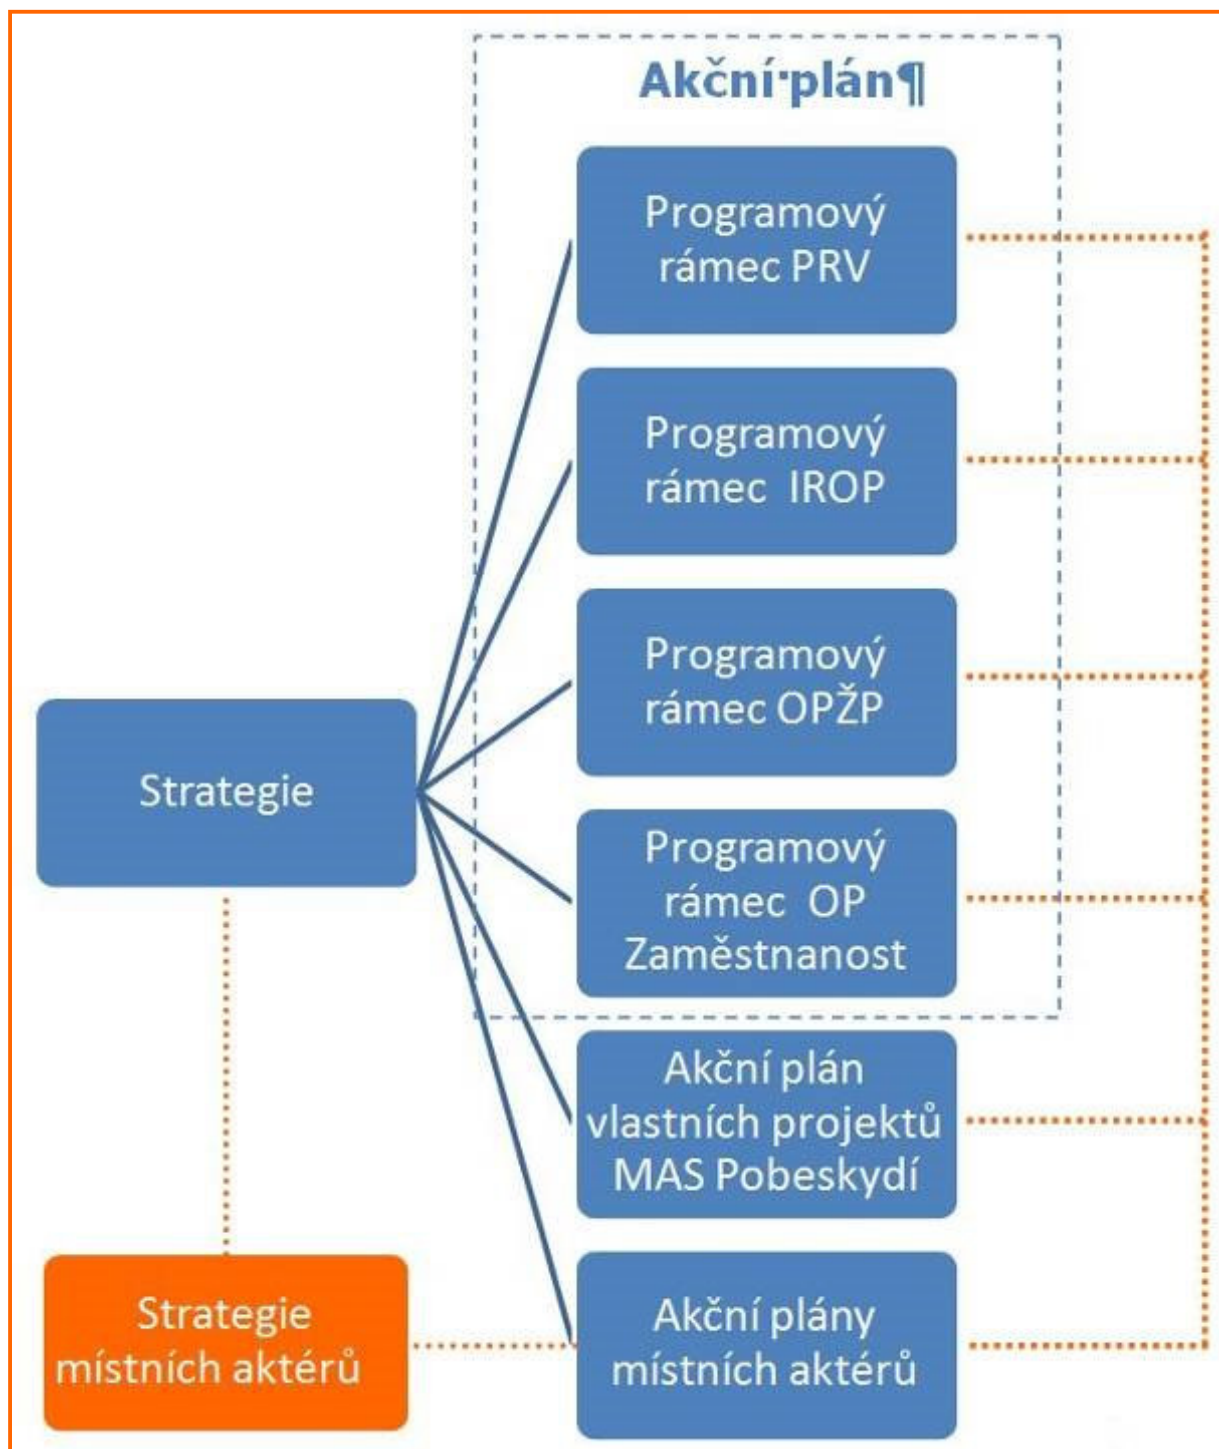 Akční·plán¶
Programový
rámec PRV
Programový
rámec IROP
Programový
rámec OPŽP
Strategie
Programový
rámec OP
Zaměstnanost
Akční plán
vlastních projektů
MAS Pobeskydí
Strategie
místních aktérů
Akční plány
místních aktérů